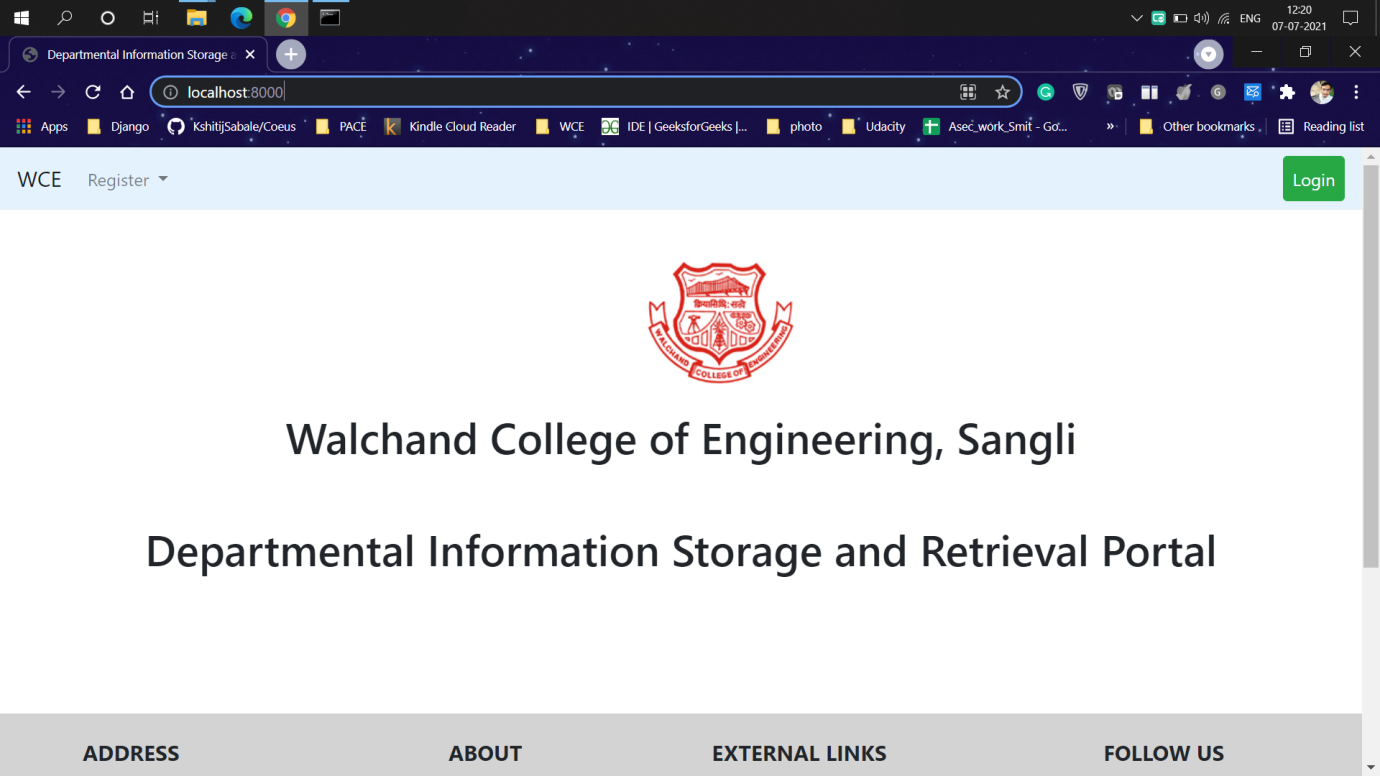 ENG
12:20
07-07-2021
Departmental Information Storage a
localhost:8000
Apps Django KshitijSabale/Coeus PACE Kindle Cloud Reader WCE IDE | GeeksforGeeks |... photo Udacity Asec_work_Smit - Go... » Other bookmarks Reading list
WCE Register Login
क्रियासिद्धि: सत्वे
WALCHAND COLLEGE OF ENGINEERING
Walchand College of Engineering, Sangli
Departmental Information Storage and Retrieval Portal
ADDRESS ABOUT EXTERNAL LINKS FOLLOW US